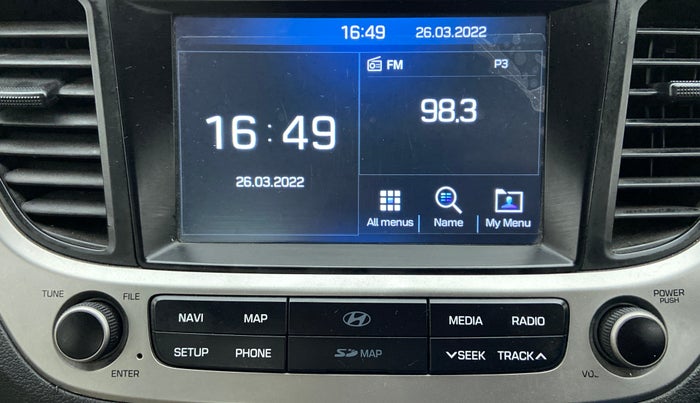 16:49 26.03.2022
FM P3
98.3
16:49
26.03.2022
All menus Name My Menu
TUNE FILE
ENTER
NAVI MAP
SETUP PHONE
SD MAP
MEDIA RADIO
SEEK TRACK
POWER
PUSH
VOL